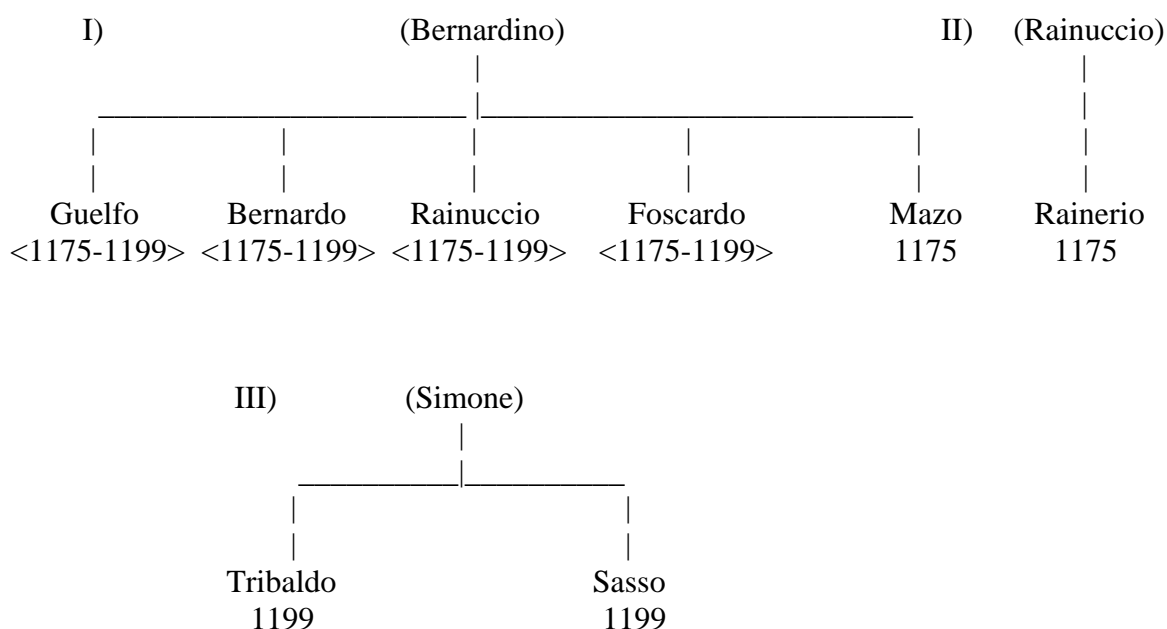 I) (Bernardino) II) (Rainuccio)
Guelfo Bernardo Rainuccio Foscardo Mazo Rainerio
<1175-1199> <1175-1199> <1175-1199> <1175-1199> 1175 1175
III) (Simone)
Tribaldo Sasso
1199 1199